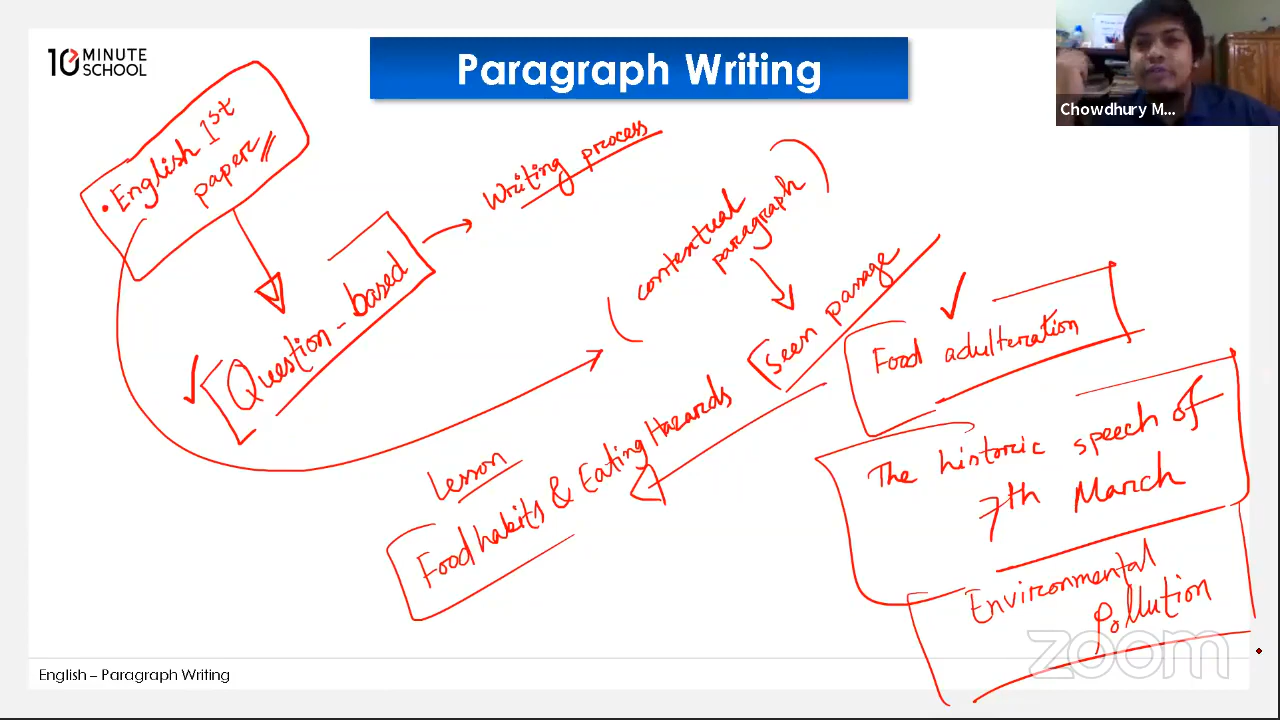 10 MINUTE
SCHOOL
Paragraph Writing
Chowdhury M...
• English 1st
paper
Writing process
Question-based
(contextual
paragraph)
Seen passage
Lesson
Food habits & Eating Hazards
Food adulteration
The historic speech of
7th March
Environmental
Pollution
zoom
English – Paragraph Writing